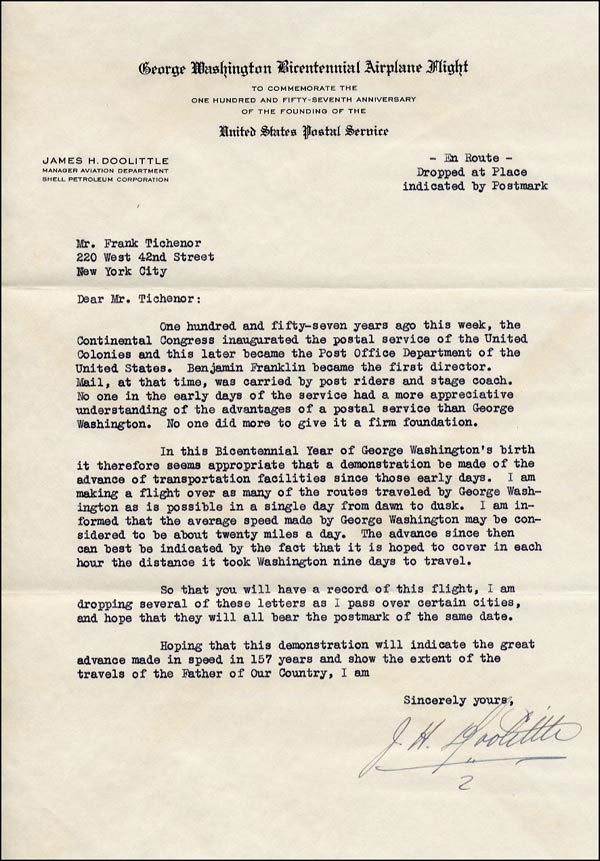 George Washington Bicentennial Airplane Flight
TO COMMEMORATE THE
ONE HUNDRED AND FIFTY-SEVENTH ANNIVERSARY
OF THE FOUNDING OF THE
United States Postal Service
JAMES H. DOOLITTLE
MANAGER AVIATION DEPARTMENT
SHELL PETROLEUM CORPORATION
- En Route -
Dropped at Place
indicated by Postmark
Mr. Frank Tichenor
220 West 42nd Street
New York City
Dear Mr. Tichenor:
One hundred and fifty-seven years ago this week, the
Continental Congress inaugurated the postal service of the United
Colonies and this later became the Post Office Department of the
United States. Benjamin Franklin became the first director.
Mail, at that time, was carried by post riders and stage coach.
No one in the early days of the service had a more appreciative
understanding of the advantages of a postal service than George
Washington. No one did more to give it a firm foundation.
In this Bicentennial Year of George Washington's birth
it therefore seems appropriate that a demonstration be made of the
advance of transportation facilities since those early days. I am
making a flight over as many of the routes traveled by George Wash-
ington as is possible in a single day from dawn to dusk. I am in-
formed that the average speed made by George Washington may be con-
sidered to be about twenty miles a day. The advance since then
can best be indicated by the fact that it is hoped to cover in each
hour the distance it took Washington nine days to travel.
So that you will have a record of this flight, I am
dropping several of these letters as I pass over certain cities,
and hope that they will all bear the postmark of the same date.
Hoping that this demonstration will indicate the great
advance made in speed in 157 years and show the extent of the
travels of the Father of Our Country, I am
Sincerely yours,
J. H. Doolittle
2